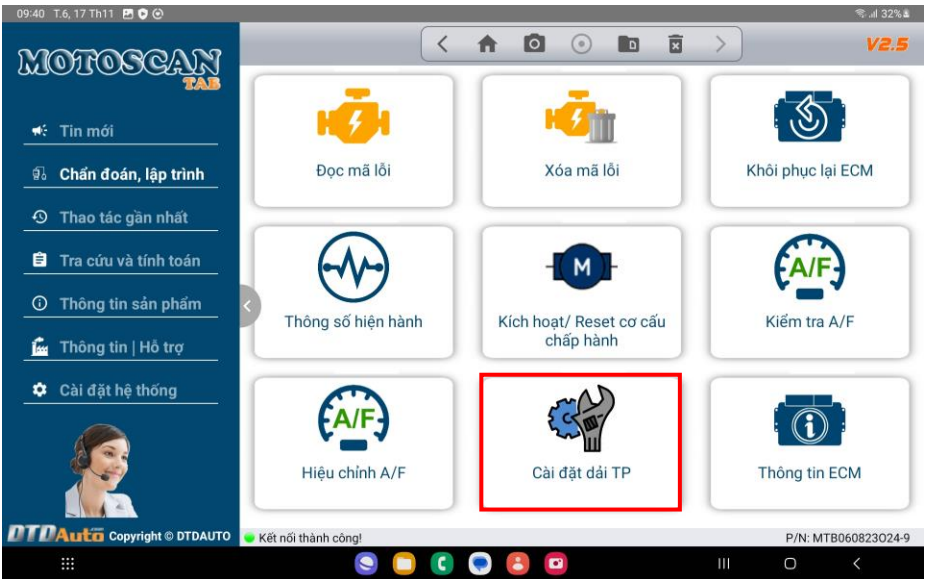 09:40 T.6, 17 Th11
32%
MOTOSCAN
TAB
V2.5
Tin mới
Chẩn đoán, lập trình
Thao tác gần nhất
Tra cứu và tính toán
Thông tin sản phẩm
Thông tin | Hỗ trợ
Cài đặt hệ thống
Đọc mã lỗi
Xóa mã lỗi
Khôi phục lại ECM
Thông số hiện hành
M
Kích hoạt/ Reset cơ cấu
chấp hành
A/F
Kiểm tra A/F
A/F
Hiệu chỉnh A/F
Cài đặt dải TP
Thông tin ECM
DTDAuto Copyright © DTDAUTO
Kết nối thành công!
P/N: MTB060823O24-9